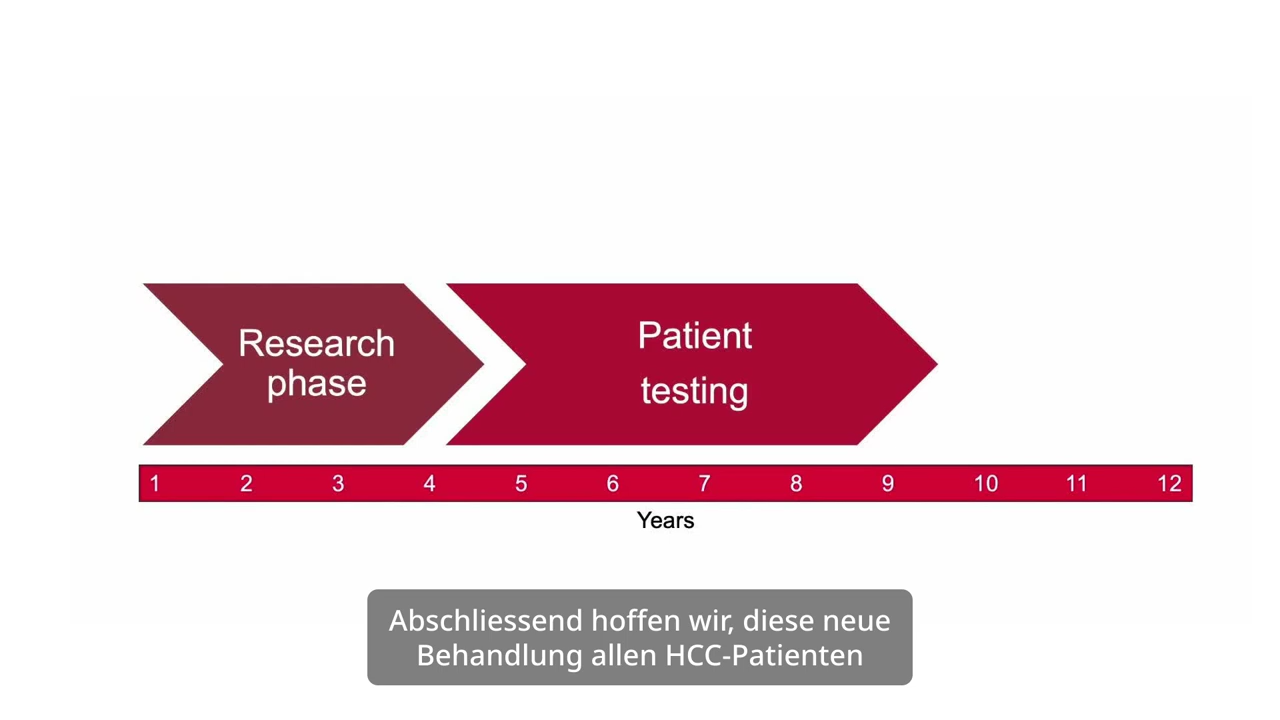 Research
phase
Patient
testing
1 2 3 4 5 6 7 8 9 10 11 12
Years
Abschliessend hoffen wir, diese neue
Behandlung allen HCC-Patienten